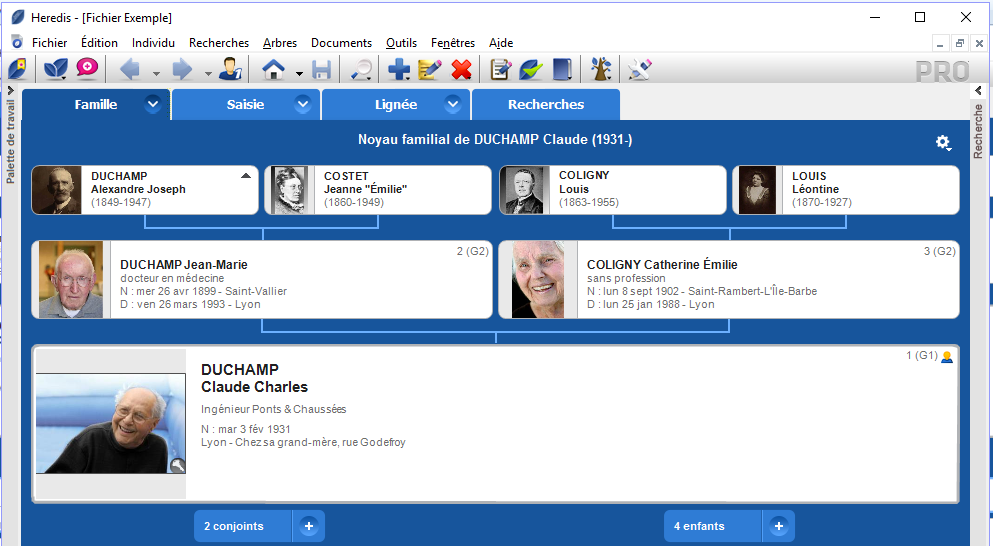 Heredis - [Fichier Exemple]
Fichier Édition Individu Recherches Arbres Documents Outils Fenêtres Aide
PRO
Palette de travail
Famille Saisie Lignée Recherches
Recherche
Noyau familial de DUCHAMP Claude (1931-)
DUCHAMP
Alexandre Joseph
(1849-1947)
COSTET
Jeanne "Émilie"
(1860-1949)
COLIGNY
Louis
(1863-1955)
LOUIS
Léontine
(1870-1927)
2 (G2)
DUCHAMP Jean-Marie
docteur en médecine
N : mer 26 avr 1899 - Saint-Vallier
D : ven 26 mars 1993 - Lyon
3 (G2)
COLIGNY Catherine Émilie
sans profession
N : lun 8 sept 1902 - Saint-Rambert-L'Île-Barbe
D : lun 25 jan 1988 - Lyon
1 (G1)
DUCHAMP
Claude Charles
Ingénieur Ponts & Chaussées
N : mar 3 fév 1931
Lyon - Chez sa grand-mère, rue Godefroy
2 conjoints +
4 enfants +